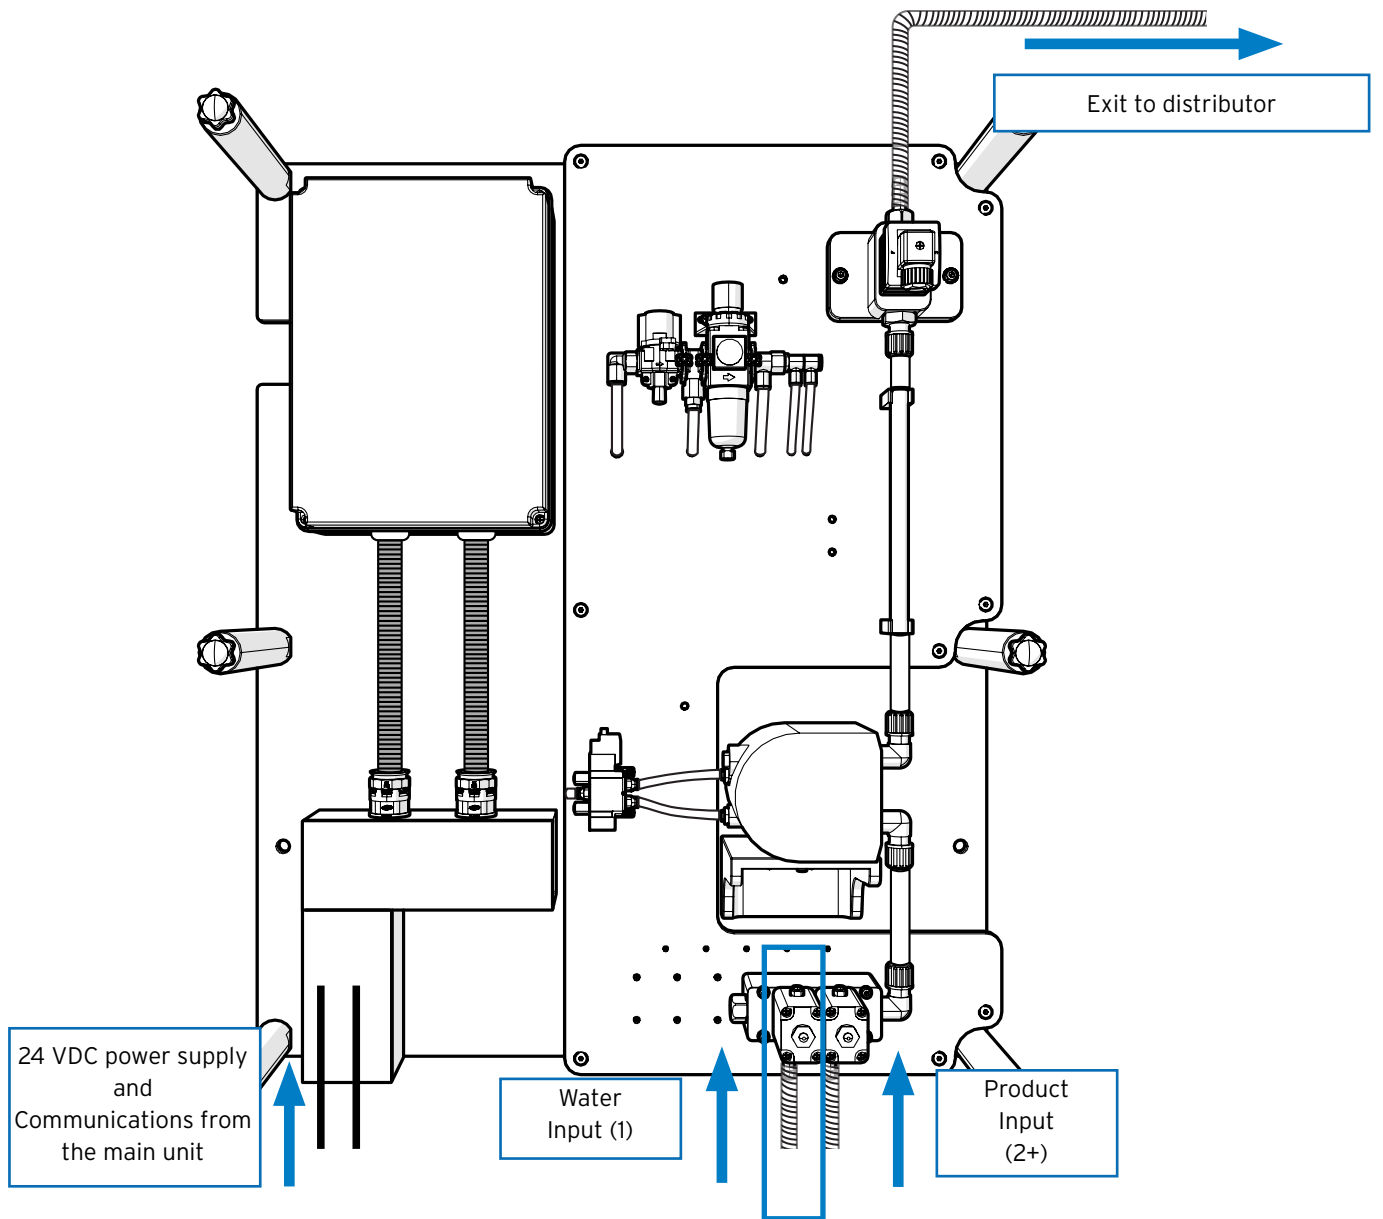 Exit to distributor
24 VDC power supply
and
Communications from
the main unit
Water
Input (1)
Product
Input
(2+)